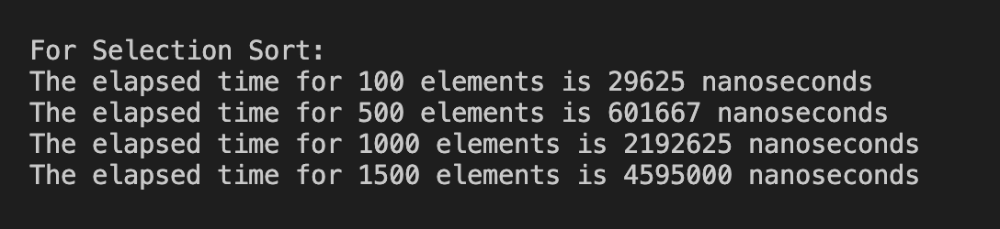 For Selection Sort:
The elapsed time for 100 elements is 29625 nanoseconds
The elapsed time for 500 elements is 601667 nanoseconds
The elapsed time for 1000 elements is 2192625 nanoseconds
The elapsed time for 1500 elements is 4595000 nanoseconds